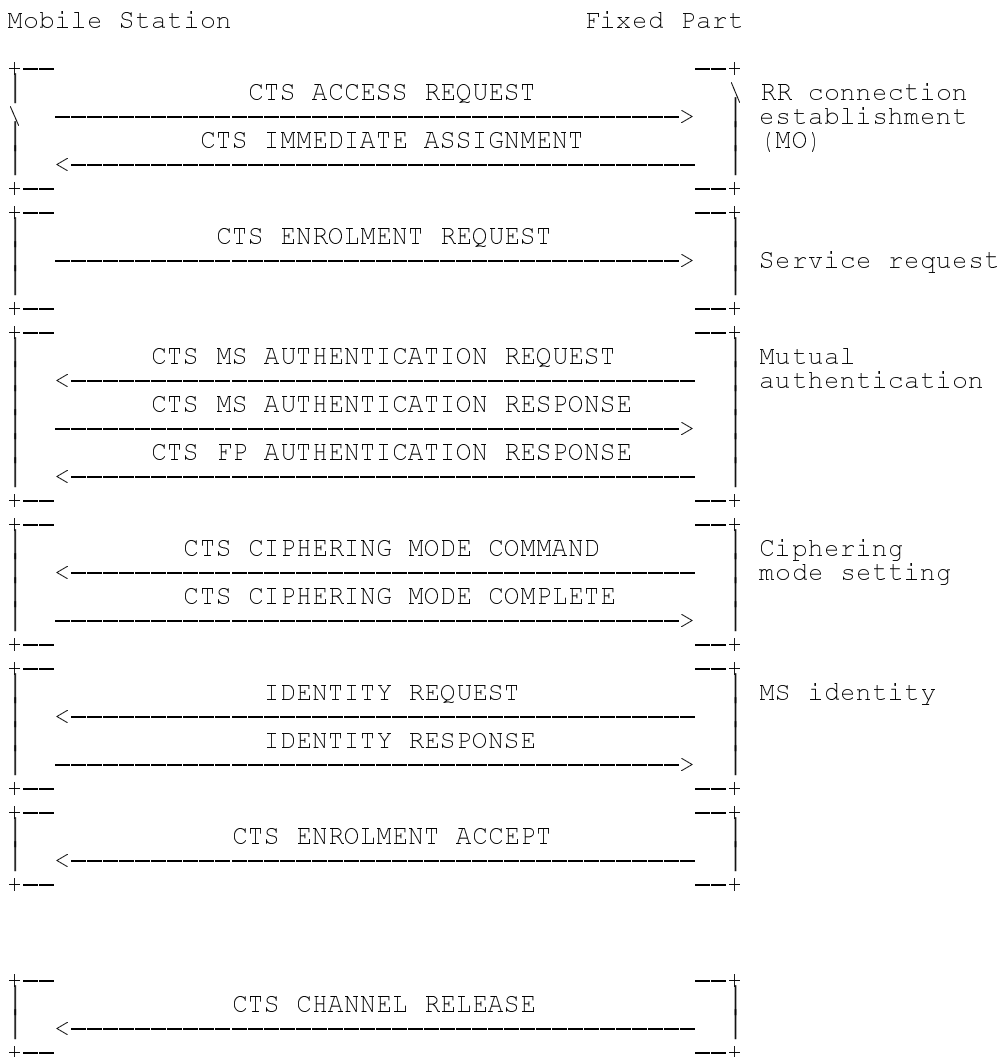 Mobile Station Fixed Part
CTS ACCESS REQUEST RR connection
establishment
CTS IMMEDIATE ASSIGNMENT (MO)
CTS ENROLMENT REQUEST
Service request
CTS MS AUTHENTICATION REQUEST Mutual
authentication
CTS MS AUTHENTICATION RESPONSE
CTS FP AUTHENTICATION RESPONSE
CTS CIPHERING MODE COMMAND Ciphering
mode setting
CTS CIPHERING MODE COMPLETE
IDENTITY REQUEST MS identity
IDENTITY RESPONSE
CTS ENROLMENT ACCEPT
CTS CHANNEL RELEASE